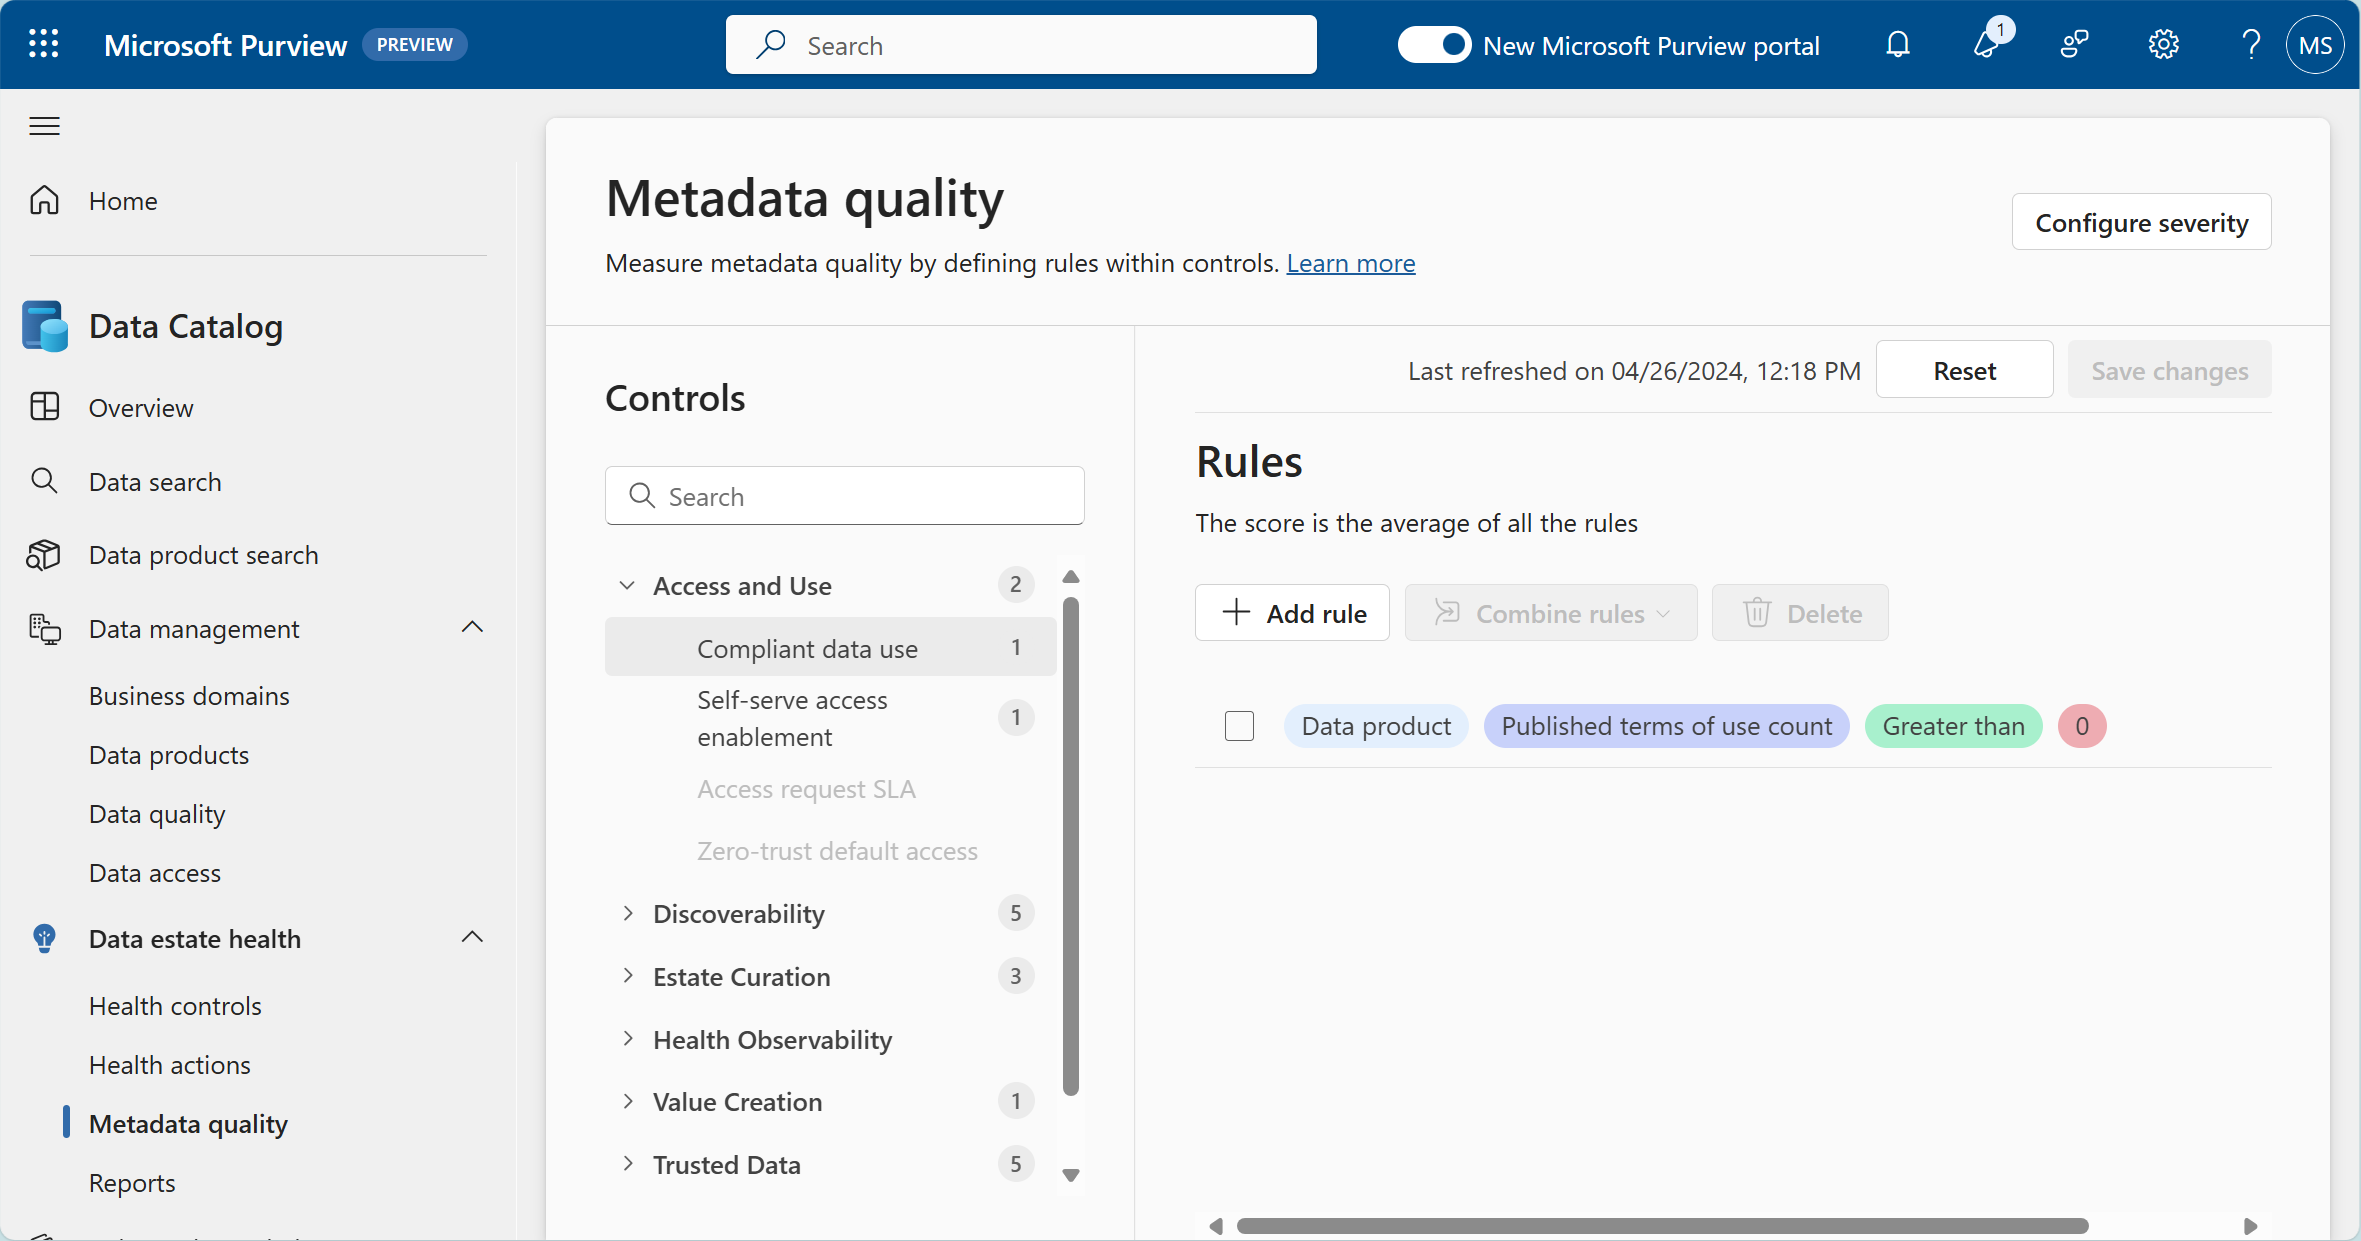 Microsoft Purview PREVIEW
Search
New Microsoft Purview portal
1
MS
Home
Data Catalog
Overview
Data search
Data product search
Data management
Business domains
Data products
Data quality
Data access
Data estate health
Health controls
Health actions
Metadata quality
Reports
Metadata quality
Measure metadata quality by defining rules within controls. Learn more
Configure severity
Controls
Search
Access and Use 2
Compliant data use 1
Self-serve access
enablement
1
Access request SLA
Zero-trust default access
Discoverability 5
Estate Curation 3
Health Observability
Value Creation 1
Trusted Data 5
Last refreshed on 04/26/2024, 12:18 PM
Reset
Save changes
Rules
The score is the average of all the rules
Add rule
Combine rules
Delete
Data product Published terms of use count Greater than 0